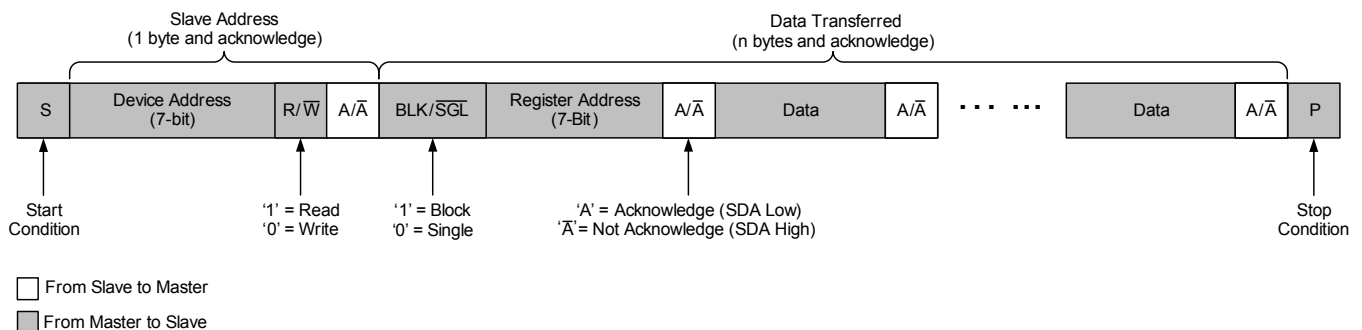 Slave Address
(1 byte and acknowledge)
Data Transferred
(n bytes and acknowledge)
S
Device Address
(7-bit)
R/W̅
A/A̅
BLK/S̅G̅L̅
Register Address
(7-Bit)
A/A̅
Data
A/A̅
... ...
Data
A/A̅
P
Start
Condition
‘1’ = Read
‘0’ = Write
‘1’ = Block
‘0’ = Single
‘A’ = Acknowledge (SDA Low)
‘A̅’ = Not Acknowledge (SDA High)
Stop
Condition
From Slave to Master
From Master to Slave